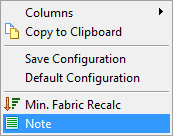 Columns
Copy to Clipboard
Save Configuration
Default Configuration
Min. Fabric Recalc
Note